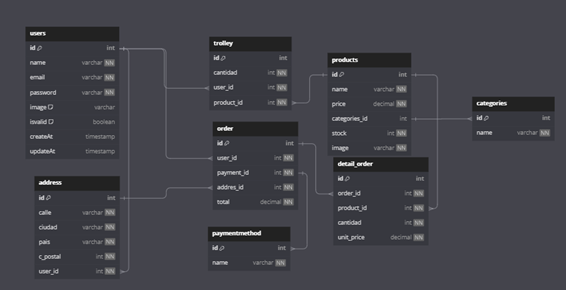 users
id int
name varchar NN
email varchar NN
password varchar NN
image varchar
isvalid boolean
createAt timestamp
updateAt timestamp
trolley
id int
cantidad int NN
user_id int NN
product_id int NN
products
id int
name varchar NN
price decimal NN
categories_id int
stock int NN
image varchar NN
categories
id int
name varchar NN
order
id int
user_id int NN
payment_id int NN
addres_id int NN
total decimal NN
detail_order
id int
order_id int NN
product_id int NN
cantidad int NN
unit_price decimal NN
address
id int
calle varchar NN
ciudad varchar NN
pais varchar NN
c_postal int NN
user_id int NN
paymentmethod
id int
name varchar NN